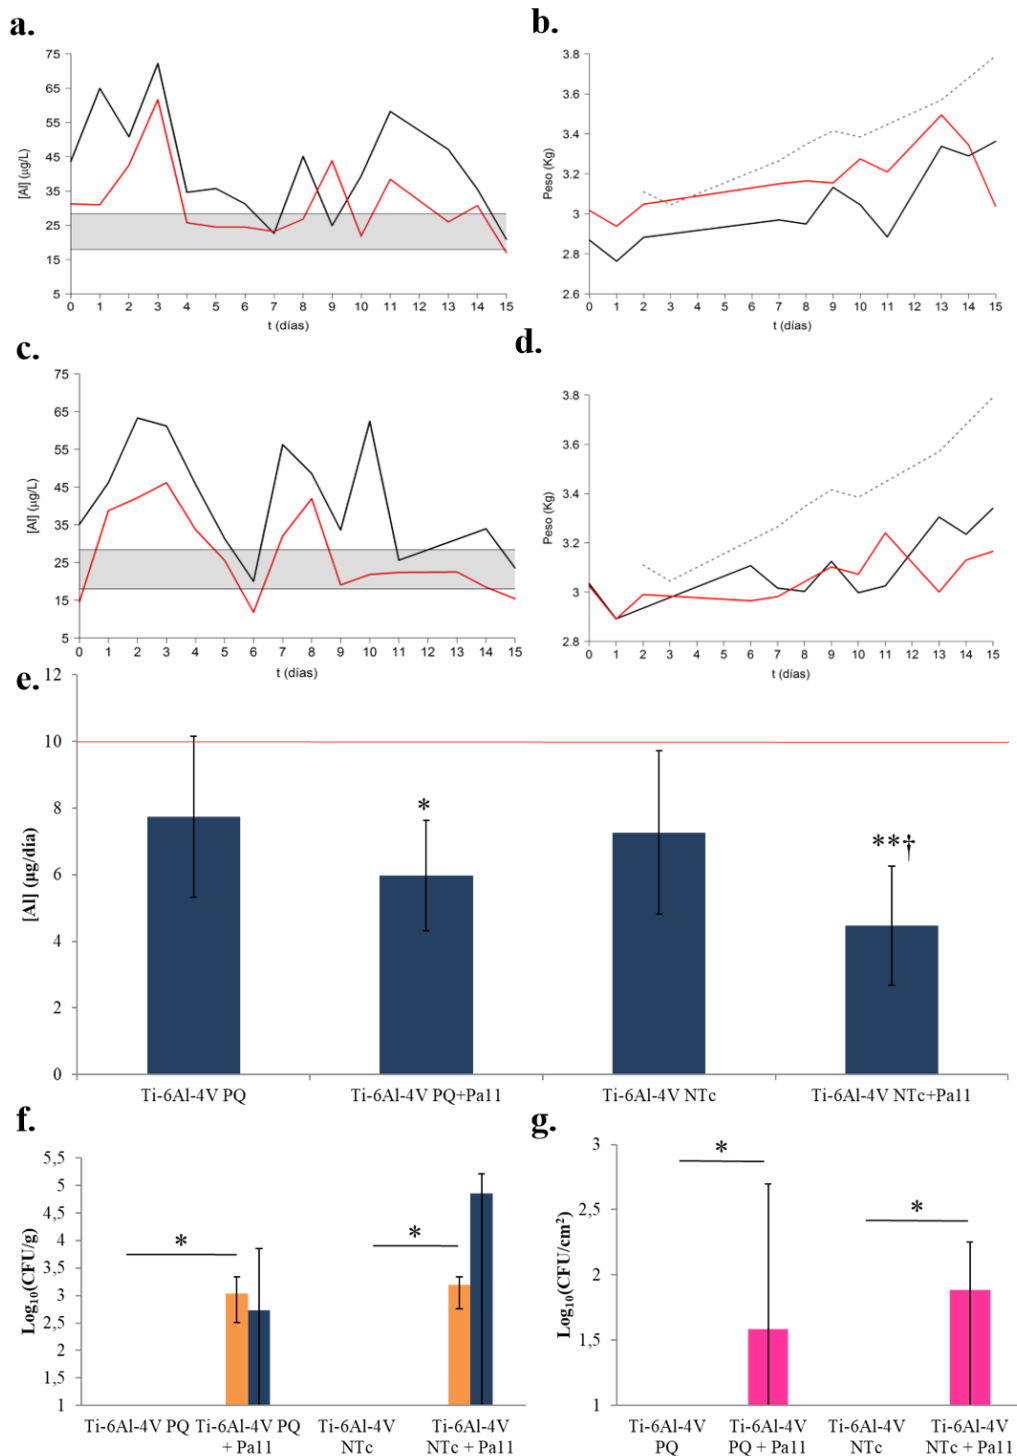 a.
75
65
55
45
35
25
15
5
[Al] (µg/L)
0 1 2 3 4 5 6 7 8 9 10 11 12 13 14 15
t (días)
b.
3.8
3.6
3.4
3.2
3
2.8
2.6
Peso (Kg)
0 1 2 3 4 5 6 7 8 9 10 11 12 13 14 15
t (días)
c.
75
65
55
45
35
25
15
5
[Al] (µg/L)
0 1 2 3 4 5 6 7 8 9 10 11 12 13 14 15
t (días)
d.
3.8
3.6
3.4
3.2
3
2.8
Peso (Kg)
0 1 2 3 4 5 6 7 8 9 10 11 12 13 14 15
t (días)
e.
12
10
8
6
4
2
0
[Al] (µg/día)
*
**†
Ti-6Al-4V PQ
Ti-6Al-4V PQ+Pa11
Ti-6Al-4V NTc
Ti-6Al-4V NTc+Pa11
f.
5,5
5
4,5
4
3,5
3
2,5
2
1,5
1
Log10(CFU/g)
*
*
Ti-6Al-4V PQ
Ti-6Al-4V PQ
+ Pa11
Ti-6Al-4V
NTc
Ti-6Al-4V
NTc + Pa11
g.
3
2,5
2
1,5
1
Log10(CFU/cm²)
*
*
Ti-6Al-4V
PQ
Ti-6Al-4V
PQ + Pa11
Ti-6Al-4V
NTc
Ti-6Al-4V
NTc + Pa11